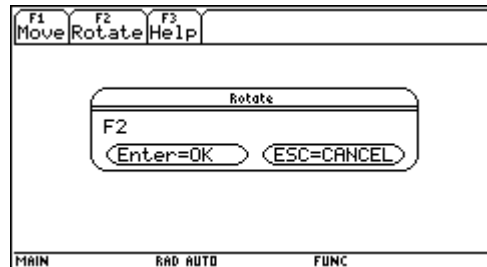 F1 F2 F3
Move Rotate Help
Rotate
F2
Enter=OK ESC=CANCEL
MAIN RAD AUTO FUNC